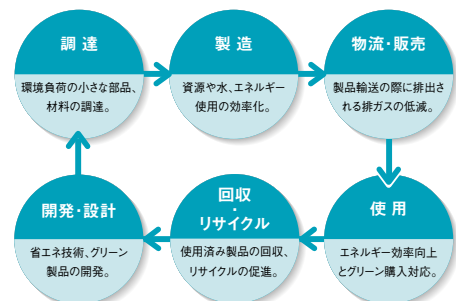 調達
環境負荷の小さな部品、
材料の調達。
製造
資源や水、エネルギー
使用の効率化。
物流・販売
製品輸送の際に排出さ
れる排ガスの低減。
使用
エネルギー効率向上
とグリーン購入対応。
回収
・
リサイクル
使用済み製品の回収、
リサイクルの促進。
開発・設計
省エネ技術、グリーン
製品の開発。